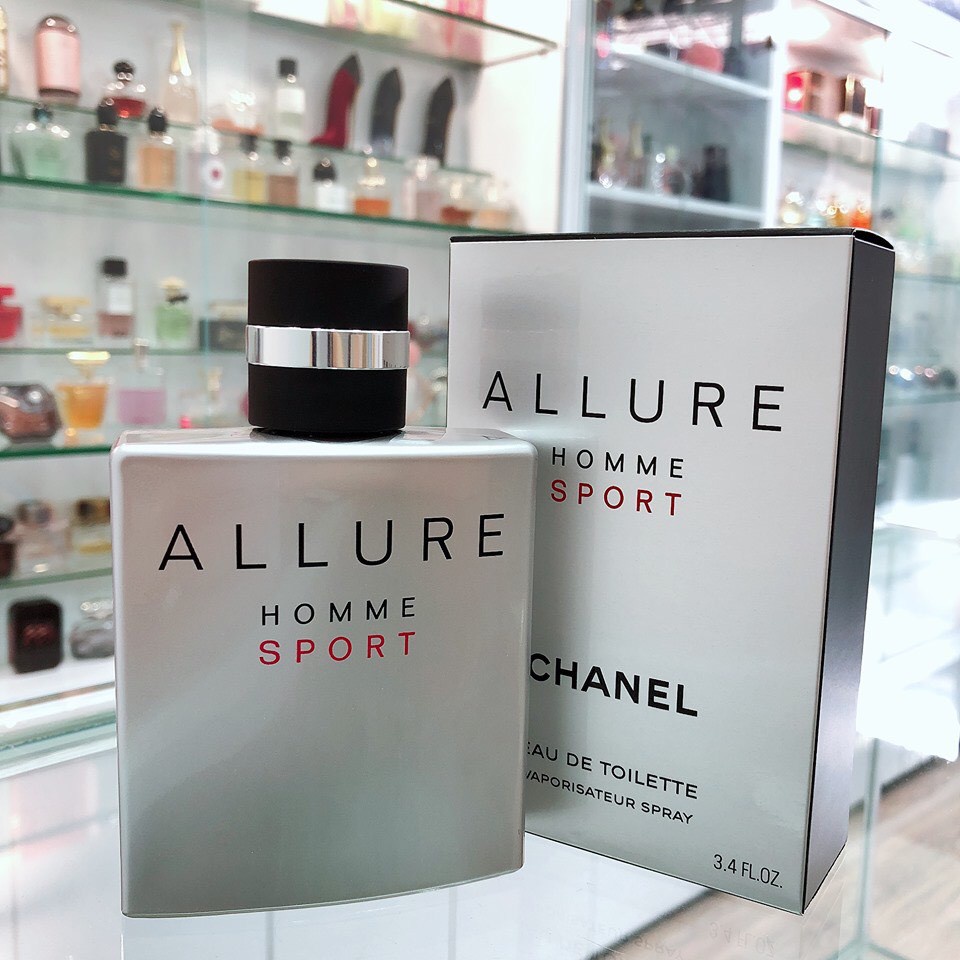 ALLURE
HOMME
SPORT
ALLURE
HOMME
SPORT
CHANEL
EAU DE TOILETTE
VAPORISATEUR SPRAY
3.4 FL.OZ.